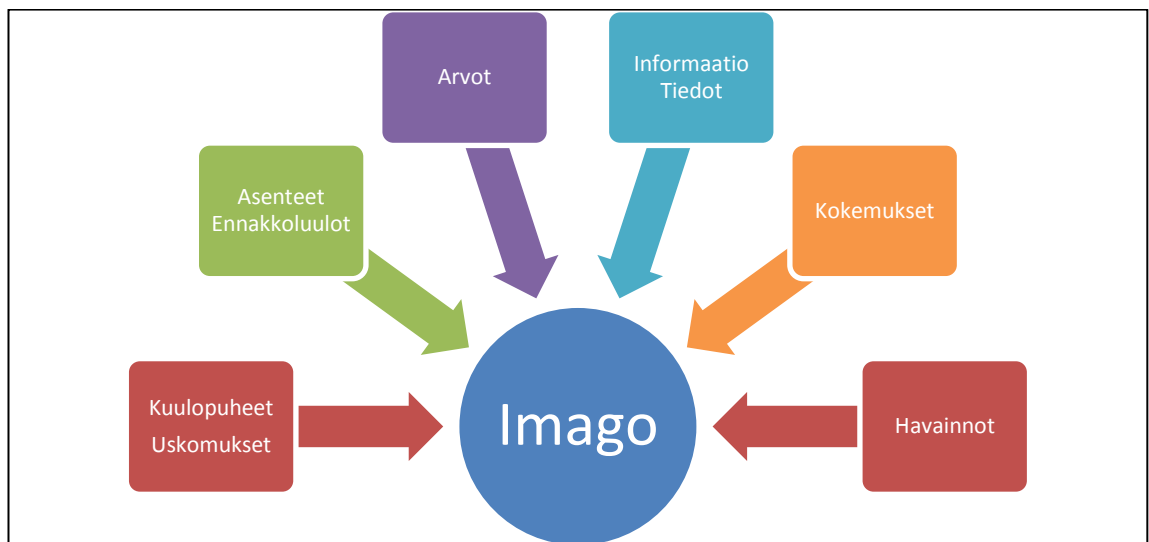 Arvot
Informaatio
Tiedot
Asenteet
Ennakkoluulot
Kokemukset
Kuulopuheet
Uskomukset
Imago
Havainnot